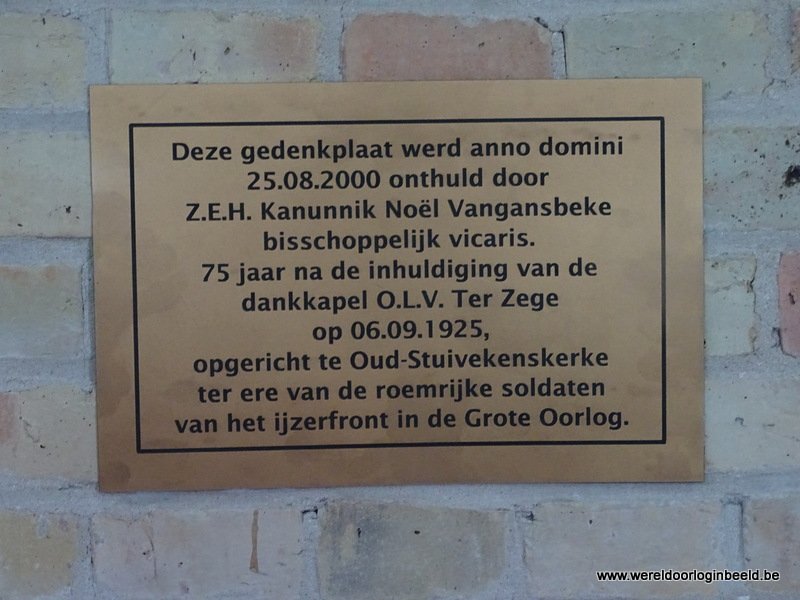 Deze gedenkplaat werd anno domini
25.08.2000 onthuld door
Z.E.H. Kanunnik Noël Vangansbeke
bisschoppelijk vicaris.
75 jaar na de inhuldiging van de
dankkapel O.L.V. Ter Zege
op 06.09.1925,
opgericht te Oud-Stuivekenskerke
ter ere van de roemrijke soldaten
van het ijzerfront in de Grote Oorlog.
www.wereldoorloginbeeld.be